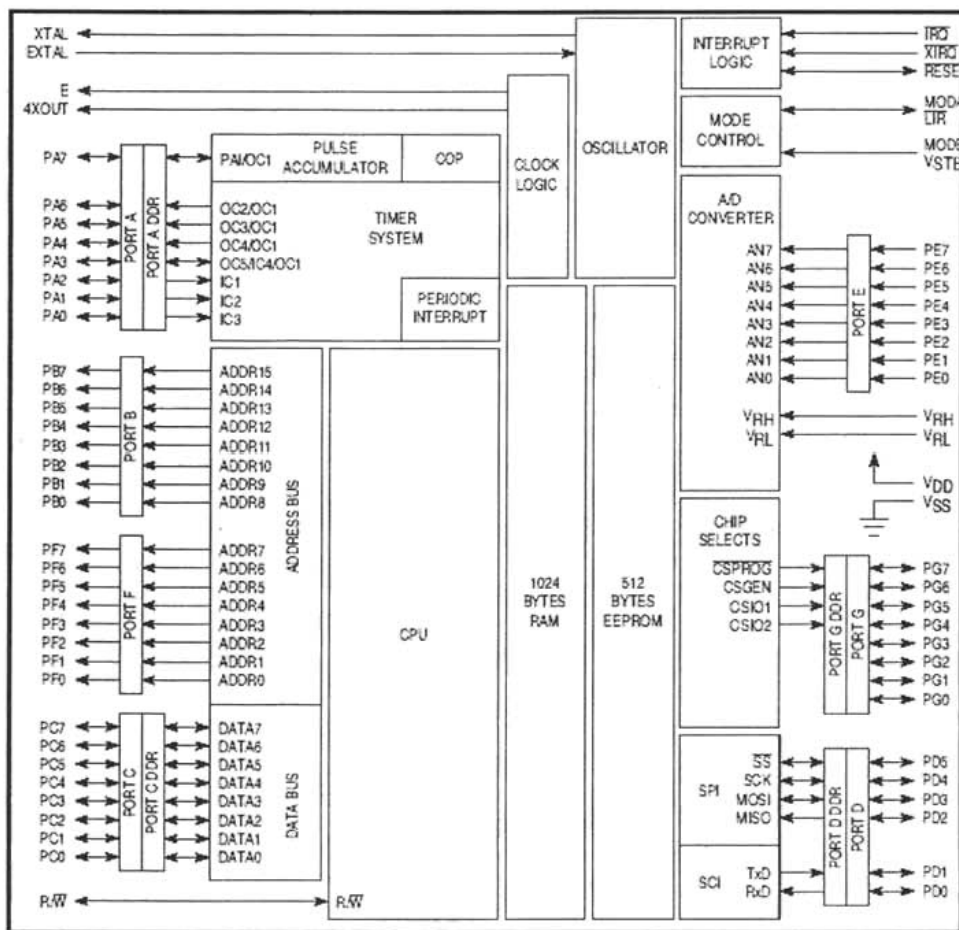 XTAL
EXTAL
E
4XOUT
PA7
PA6
PA5
PA4
PA3
PA2
PA1
PA0
PORT A
PORT A DDR
PAI/OC1
PULSE
ACCUMULATOR
COP
OC2/OC1
OC3/OC1
OC4/OC1
OC5/IC4/OC1
IC1
IC2
IC3
TIMER
SYSTEM
PERIODIC
INTERRUPT
CLOCK
LOGIC
OSCILLATOR
INTERRUPT
LOGIC
IRQ
XIRQ
RESE
MODE
CONTROL
MODA
LIR
MODB
VSTB
A/D
CONVERTER
AN7
AN6
AN5
AN4
AN3
AN2
AN1
AN0
PORT E
PE7
PE6
PE5
PE4
PE3
PE2
PE1
PE0
VRH
VRL
VRH
VRL
VDD
VSS
PB7
PB6
PB5
PB4
PB3
PB2
PB1
PB0
PORT B
ADDR15
ADDR14
ADDR13
ADDR12
ADDR11
ADDR10
ADDR9
ADDR8
PF7
PF6
PF5
PF4
PF3
PF2
PF1
PF0
PORT F
ADDR7
ADDR6
ADDR5
ADDR4
ADDR3
ADDR2
ADDR1
ADDR0
ADDRESS BUS
PC7
PC6
PC5
PC4
PC3
PC2
PC1
PC0
PORT C
PORT C DDR
DATA7
DATA6
DATA5
DATA4
DATA3
DATA2
DATA1
DATA0
DATA BUS
R/W
R/W
CPU
1024
BYTES
RAM
512
BYTES
EEPROM
CHIP
SELECTS
CSPROG
CSGEN
CSIO1
CSIO2
PORT G DDR
PORT G
PG7
PG6
PG5
PG4
PG3
PG2
PG1
PG0
SPI
SS
SCK
MOSI
MISO
SCI
TxD
RxD
PORT D DDR
PORT D
PD5
PD4
PD3
PD2
PD1
PD0